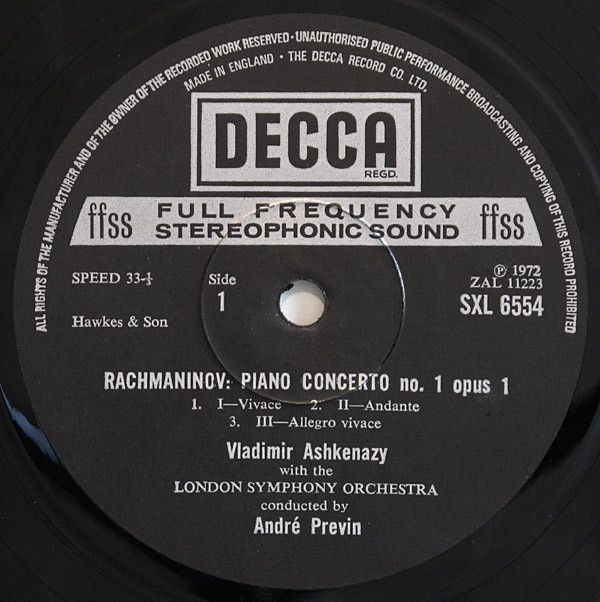 ALL RIGHTS OF THE MANUFACTURER AND OF THE OWNER OF THE RECORDED WORK RESERVED · UNAUTHORISED PUBLIC PERFORMANCE BROADCASTING AND COPYING OF THIS RECORD PROHIBITED
MADE IN ENGLAND · THE DECCA RECORD CO. LTD.
DECCA
REGD.
ffss FULL FREQUENCY ffss
STEREOPHONIC SOUND
SPEED 33-⅓
Side
1
℗ 1972
ZAL 11223
SXL 6554
Hawkes & Son
RACHMANINOV: PIANO CONCERTO no. 1 opus 1
1. I—Vivace 2. II—Andante
3. III—Allegro vivace
Vladimir Ashkenazy
with the
LONDON SYMPHONY ORCHESTRA
conducted by
André Previn